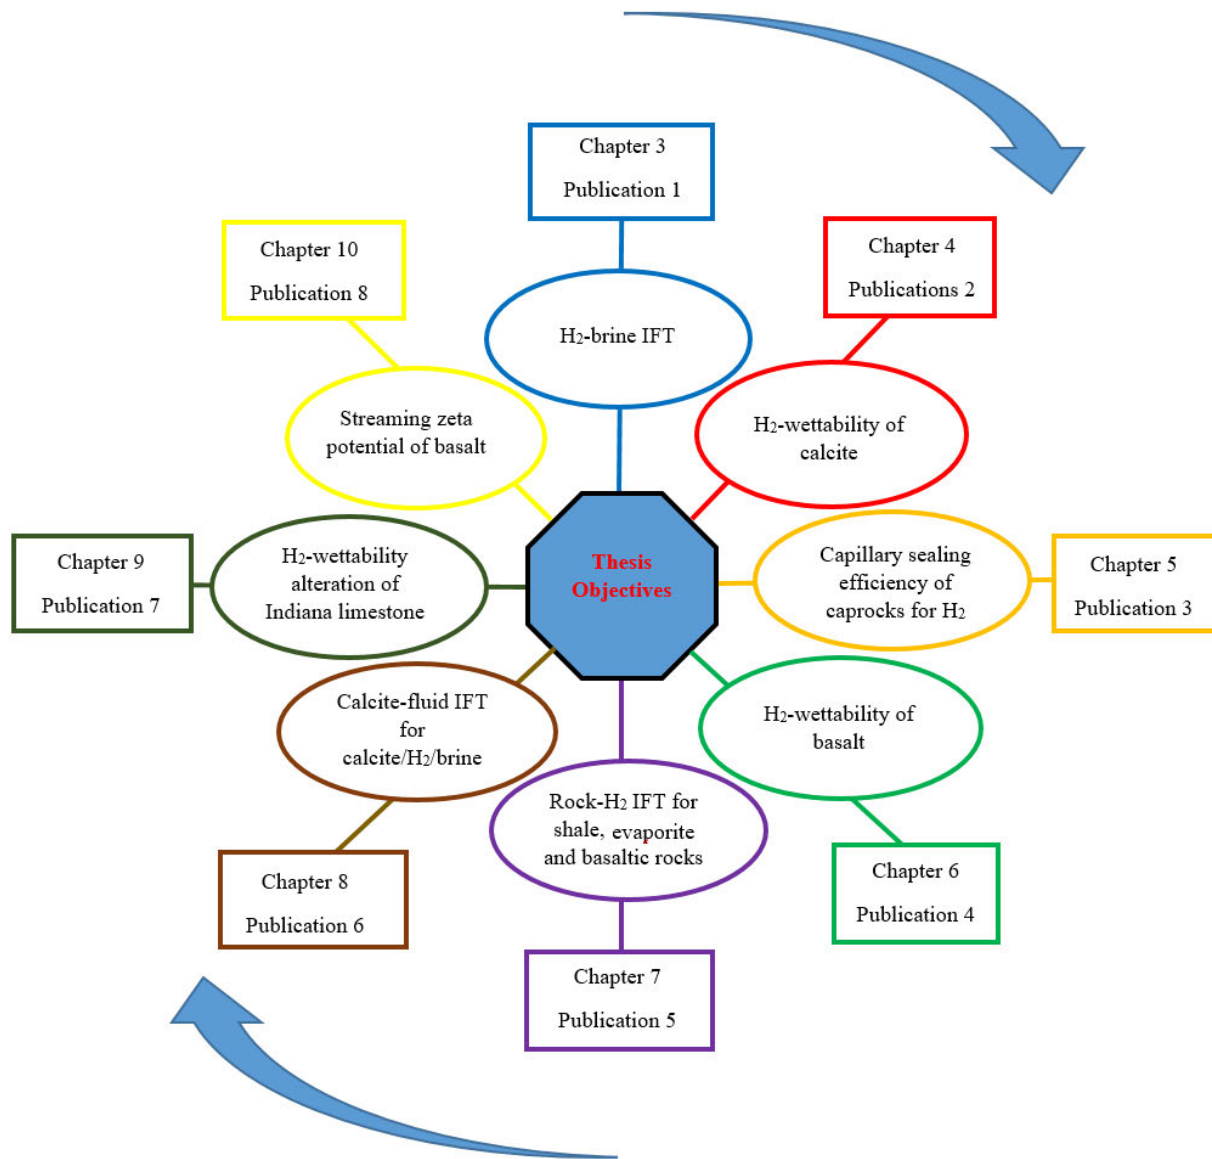 Chapter 3
Publication 1
H₂-brine IFT
Chapter 4
Publications 2
H₂-wettability of
calcite
Capillary sealing
efficiency of
caprocks for H₂
Chapter 5
Publication 3
H₂-wettability of
basalt
Chapter 6
Publication 4
Rock-H₂ IFT for
shale, evaporite
and basaltic rocks
Chapter 7
Publication 5
Calcite-fluid IFT
for
calcite/H₂/brine
Chapter 8
Publication 6
H₂-wettability
alteration of
Indiana limestone
Chapter 9
Publication 7
Streaming zeta
potential of basalt
Chapter 10
Publication 8
Thesis
Objectives